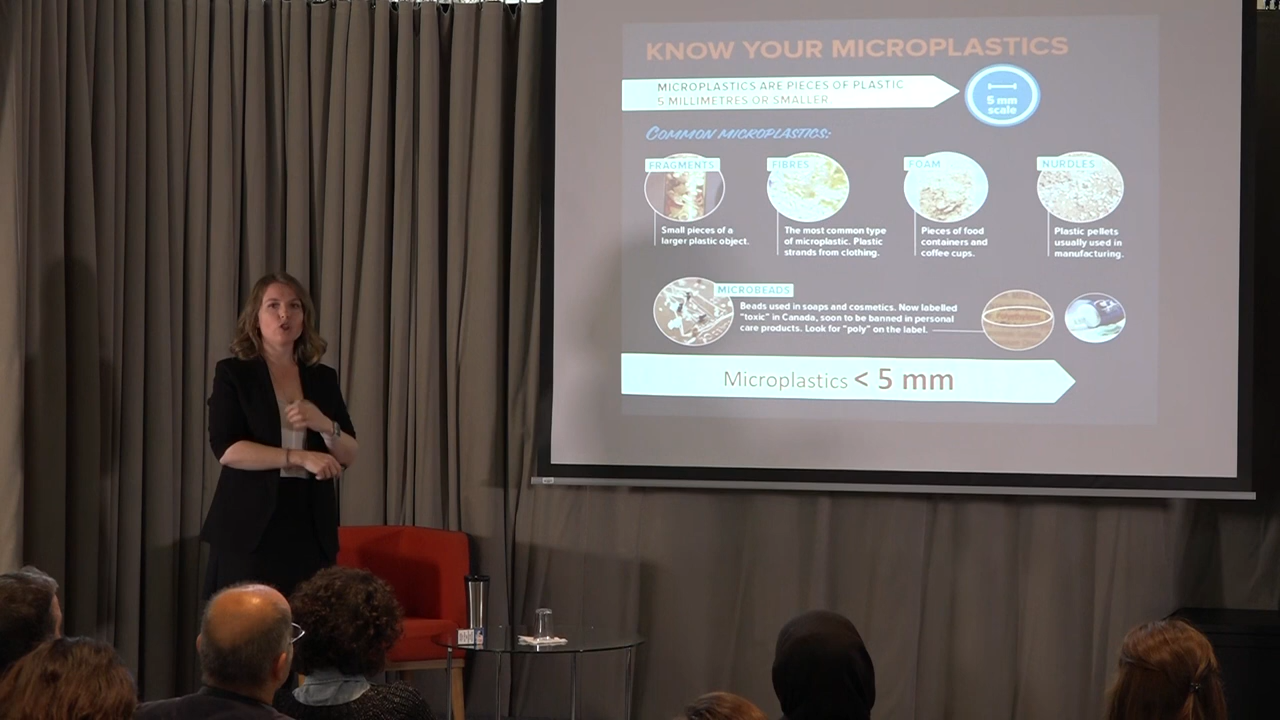 KNOW YOUR MICROPLASTICS
MICROPLASTICS ARE PIECES OF PLASTIC
5 MILLIMETRES OR SMALLER
5 mm
scale
COMMON MICROPLASTICS:
FRAGMENTS
Small pieces of a
larger plastic object.
FIBRES
The most common type
of microplastic. Plastic
strands from clothing.
FOAM
Pieces of food
containers and
coffee cups.
NURDLES
Plastic pellets
usually used in
manufacturing.
MICROBEADS
Beads used in soaps and cosmetics. Now labelled
"toxic" in Canada, soon to be banned in personal
care products. Look for "poly" on the label.
Microplastics < 5 mm